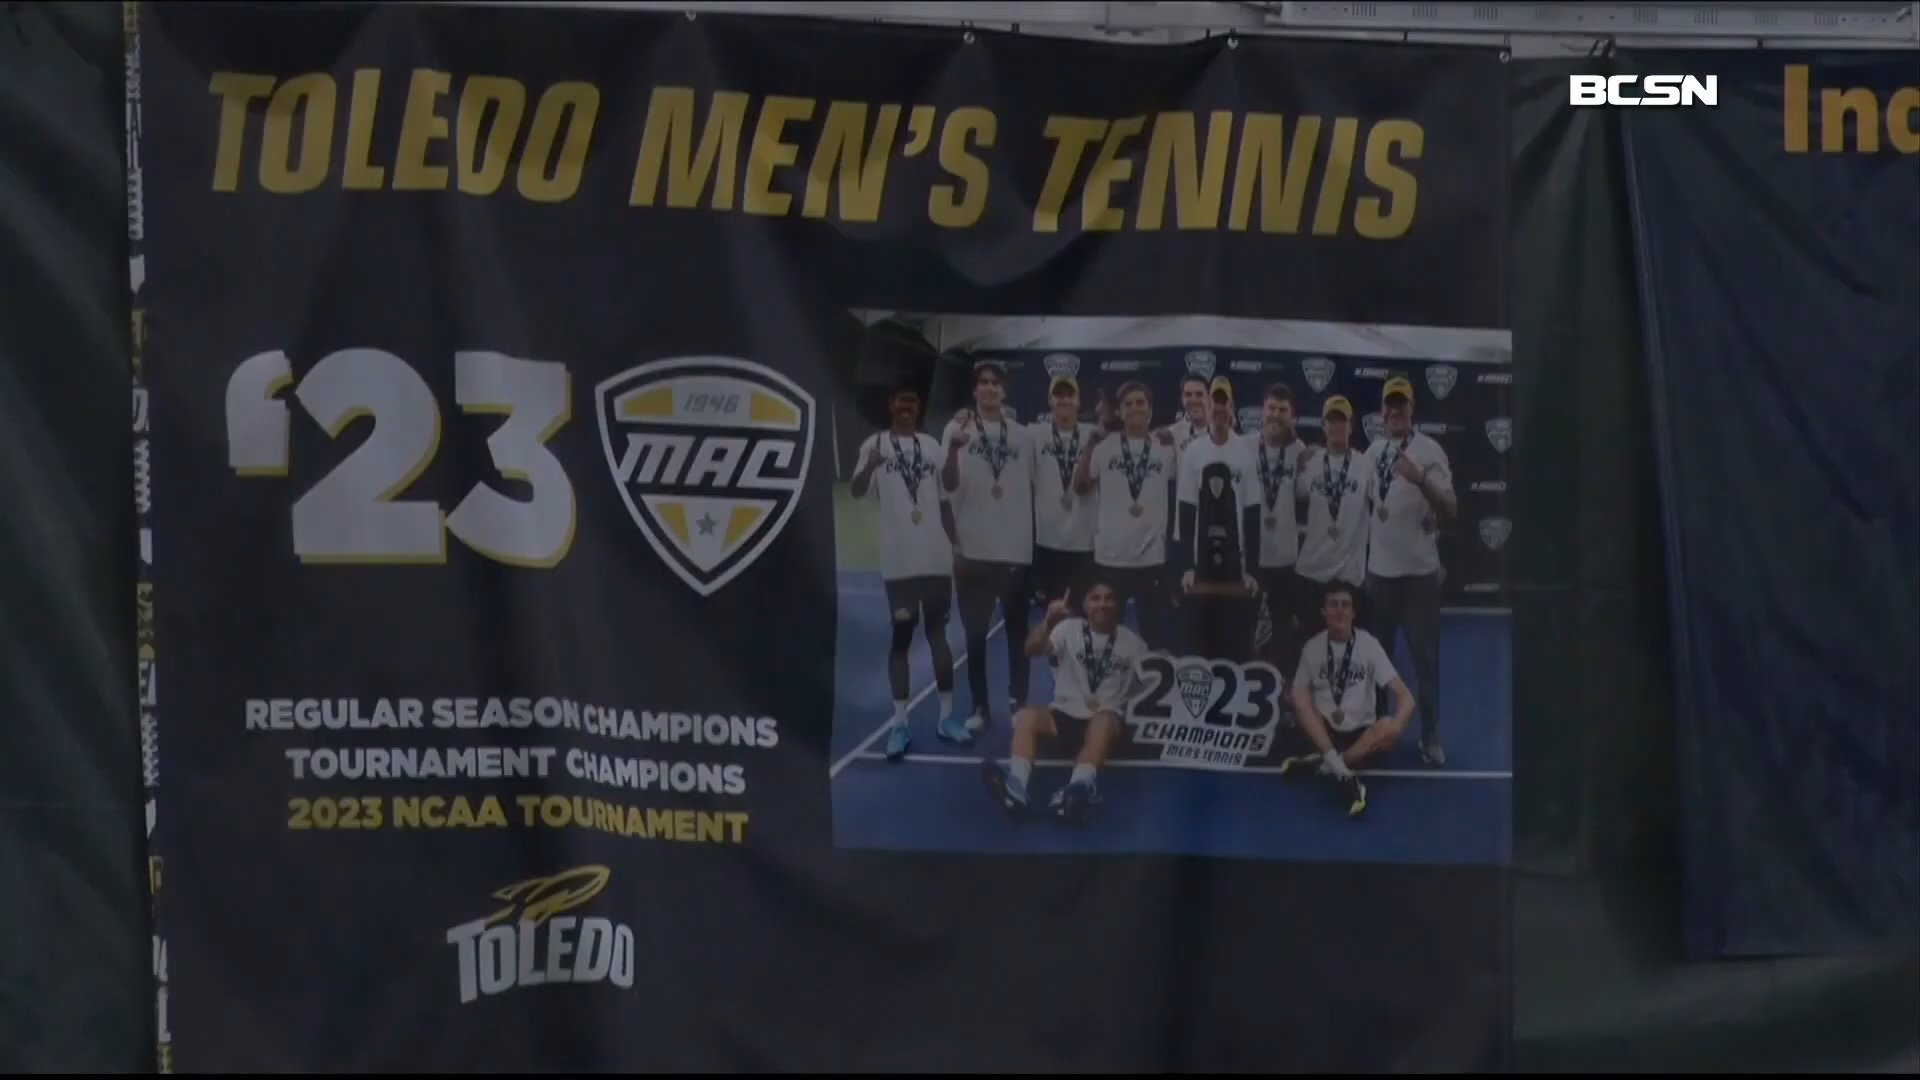 BCSN
TOLEDO MEN'S TENNIS
'23
1946
MAC
REGULAR SEASON CHAMPIONS
TOURNAMENT CHAMPIONS
2023 NCAA TOURNAMENT
TOLEDO
2023
MAC
CHAMPIONS
MEN'S TENNIS